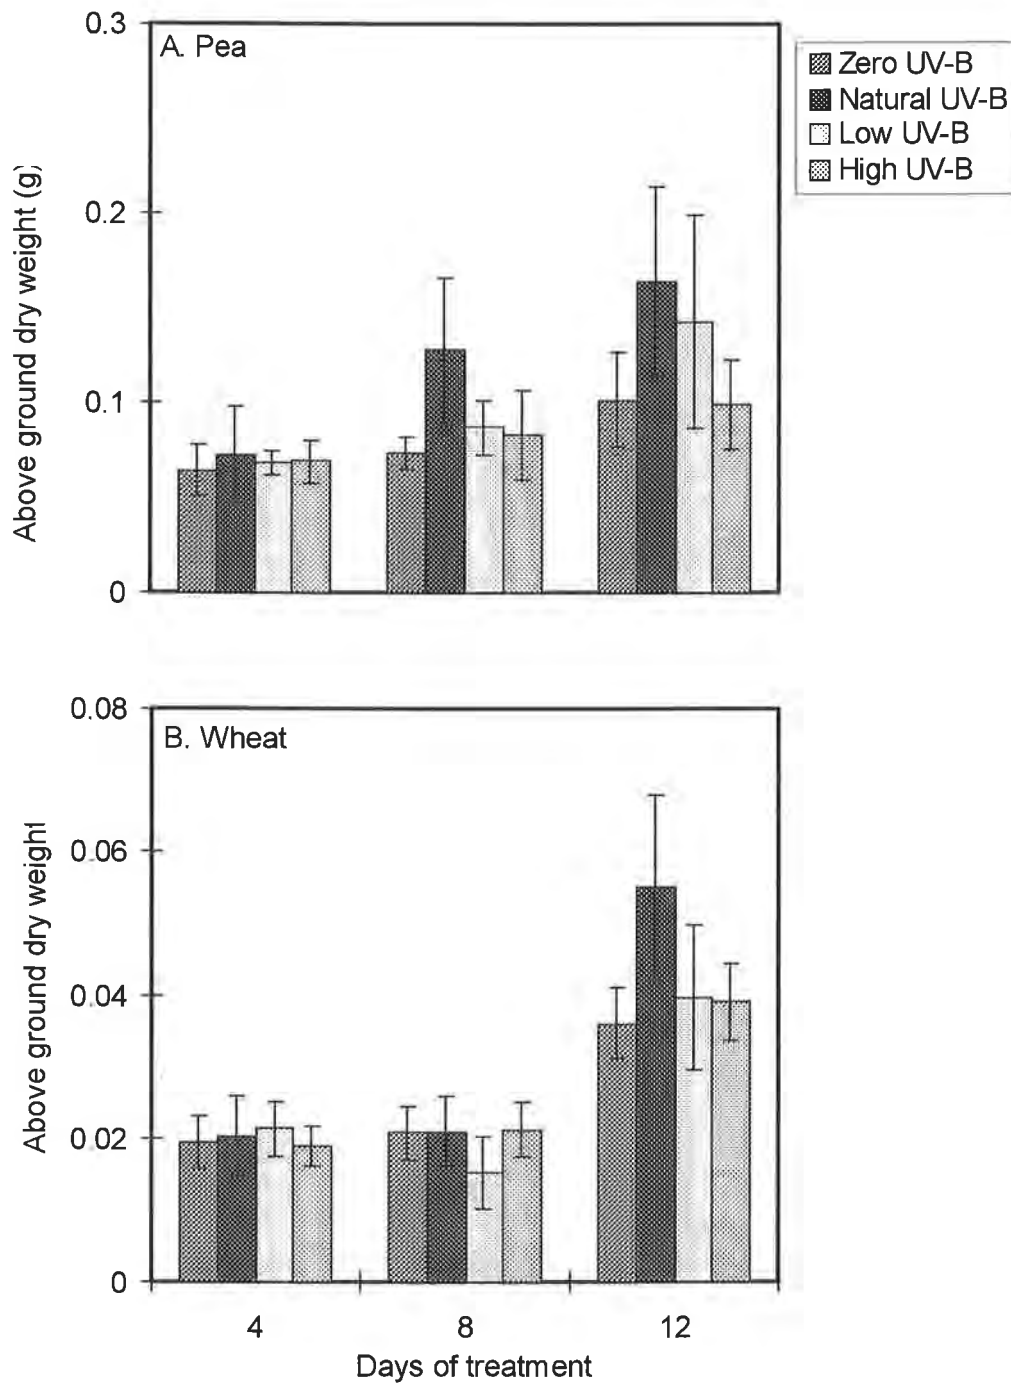 0.3
A. Pea
Zero UV-B
Natural UV-B
Low UV-B
High UV-B
0.2
0.1
0
Above ground dry weight (g)
0.08
B. Wheat
0.06
0.04
0.02
0
Above ground dry weight
4 8 12
Days of treatment